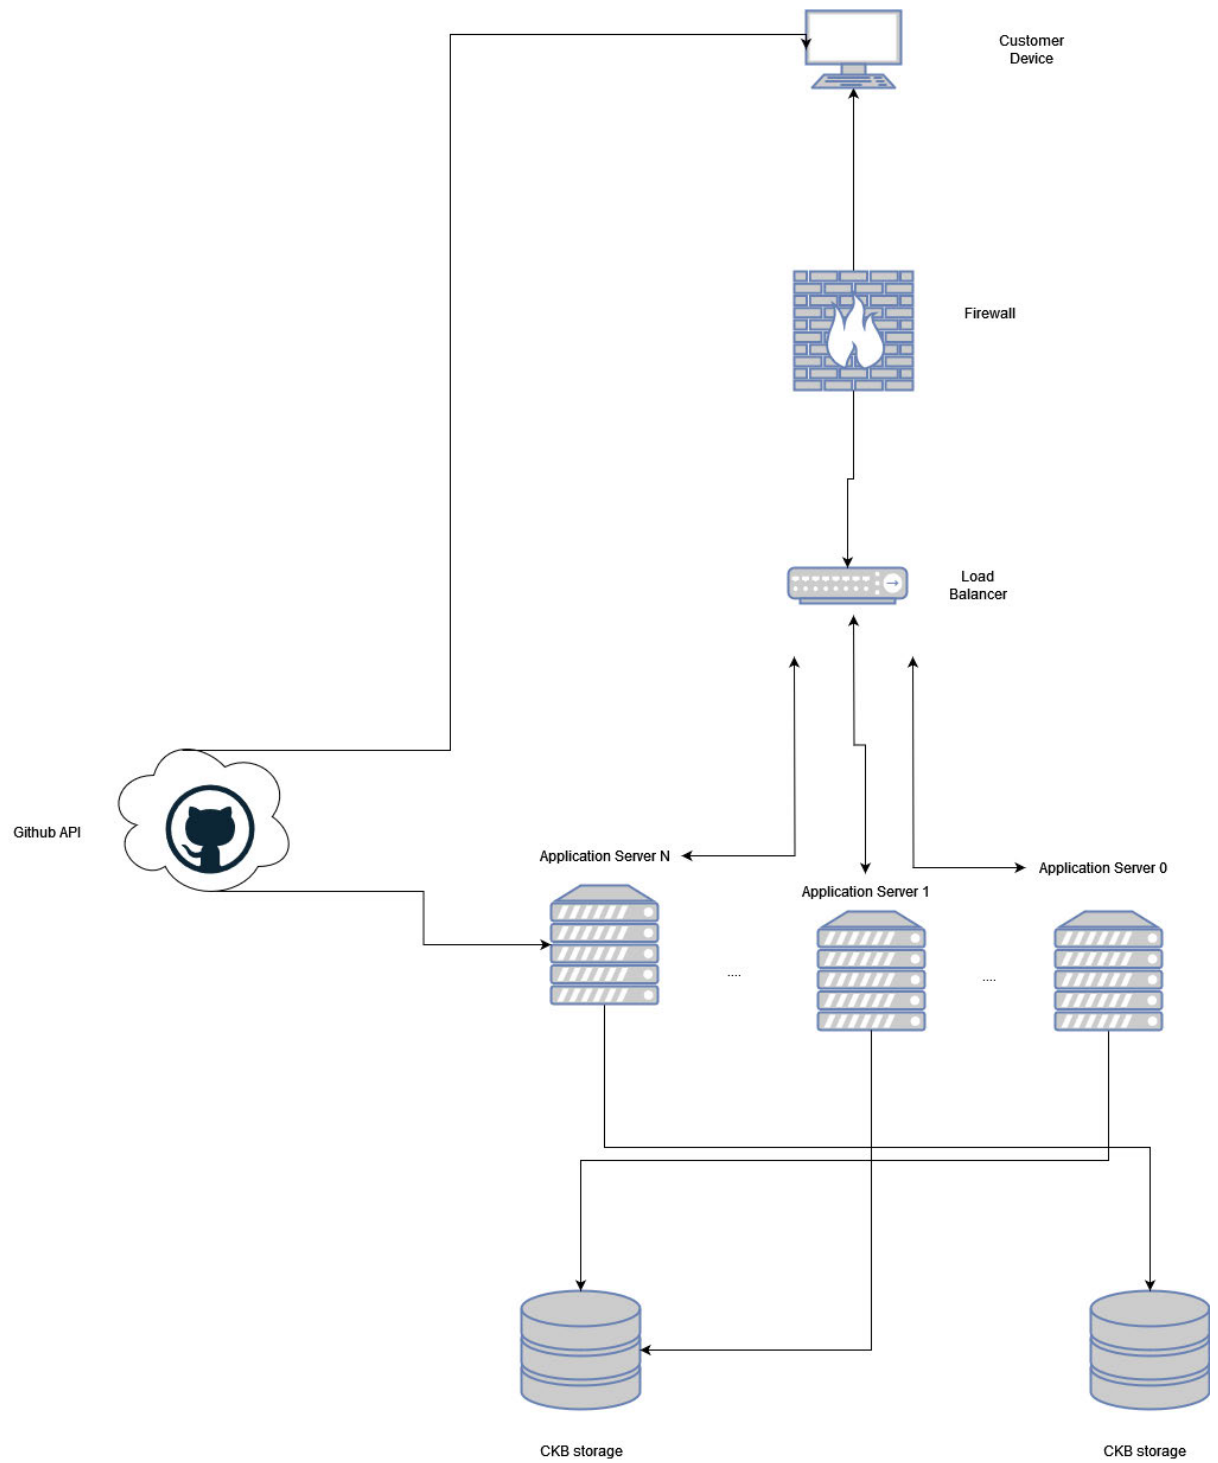 Customer
Device
Firewall
Load
Balancer
Github API
Application Server N
Application Server 0
Application Server 1
....
....
CKB storage
CKB storage